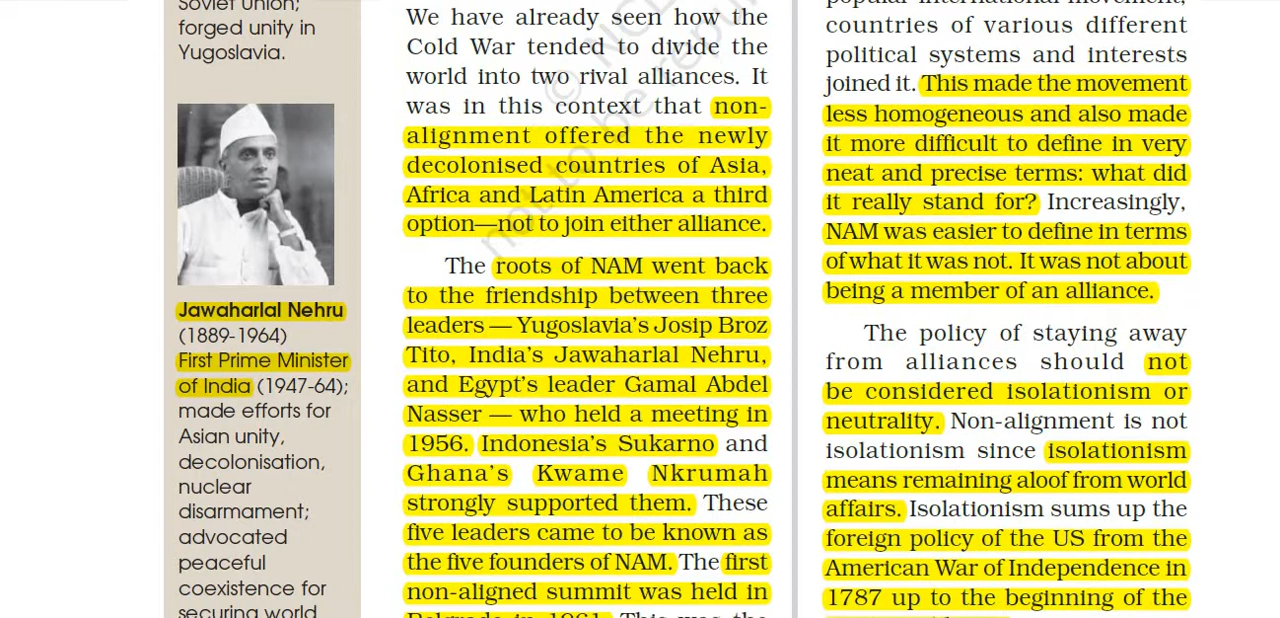 Soviet Union;
forged unity in
Yugoslavia.
Jawaharlal Nehru
(1889-1964)
First Prime Minister
of India (1947-64);
made efforts for
Asian unity,
decolonisation,
nuclear
disarmament;
advocated
peaceful
coexistence for
securing world
We have already seen how the
Cold War tended to divide the
world into two rival alliances. It
was in this context that non-
alignment offered the newly
decolonised countries of Asia,
Africa and Latin America a third
option—not to join either alliance.
The roots of NAM went back
to the friendship between three
leaders — Yugoslavia's Josip Broz
Tito, India's Jawaharlal Nehru,
and Egypt's leader Gamal Abdel
Nasser — who held a meeting in
1956. Indonesia's Sukarno and
Ghana's Kwame Nkrumah
strongly supported them. These
five leaders came to be known as
the five founders of NAM. The first
non-aligned summit was held in
Belgrade in 1961. This was the
popular international movement,
countries of various different
political systems and interests
joined it. This made the movement
less homogeneous and also made
it more difficult to define in very
neat and precise terms: what did
it really stand for? Increasingly,
NAM was easier to define in terms
of what it was not. It was not about
being a member of an alliance.
The policy of staying away
from alliances should not
be considered isolationism or
neutrality. Non-alignment is not
isolationism since isolationism
means remaining aloof from world
affairs. Isolationism sums up the
foreign policy of the US from the
American War of Independence in
1787 up to the beginning of the